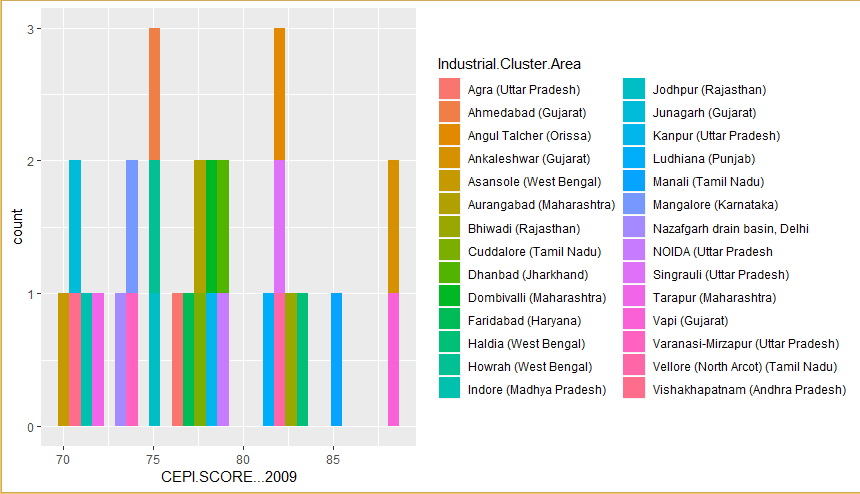 3
2
1
0
count
70
75
80
85
CEPI.SCORE...2009
Industrial.Cluster.Area
Agra (Uttar Pradesh)
Ahmedabad (Gujarat)
Angul Talcher (Orissa)
Ankaleshwar (Gujarat)
Asansole (West Bengal)
Aurangabad (Maharashtra)
Bhiwadi (Rajasthan)
Cuddalore (Tamil Nadu)
Dhanbad (Jharkhand)
Dombivalli (Maharashtra)
Faridabad (Haryana)
Haldia (West Bengal)
Howrah (West Bengal)
Indore (Madhya Pradesh)
Jodhpur (Rajasthan)
Junagarh (Gujarat)
Kanpur (Uttar Pradesh)
Ludhiana (Punjab)
Manali (Tamil Nadu)
Mangalore (Karnataka)
Nazafgarh drain basin, Delhi
NOIDA (Uttar Pradesh
Singrauli (Uttar Pradesh)
Tarapur (Maharashtra)
Vapi (Gujarat)
Varanasi-Mirzapur (Uttar Pradesh)
Vellore (North Arcot) (Tamil Nadu)
Vishakhapatnam (Andhra Pradesh)